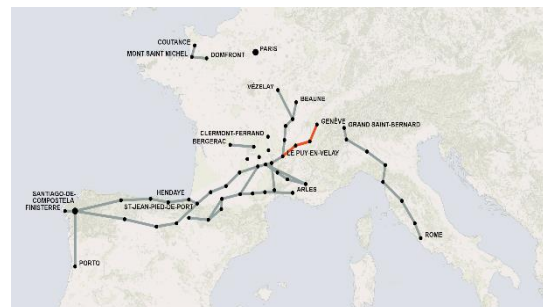 COUTANCE
MONT SAINT MICHEL
DOMFRONT
PARIS
VÉZELAY
BEAUNE
GENÈVE
GRAND-SAINT-BERNARD
CLERMONT-FERRAND
BERGERAC
LE PUY-EN-VELAY
ARLES
HENDAYE
SANTIAGO-DE-
COMPOSTELA
FINISTERRE
ST-JEAN-PIED-DE-PORT
PORTO
ROME